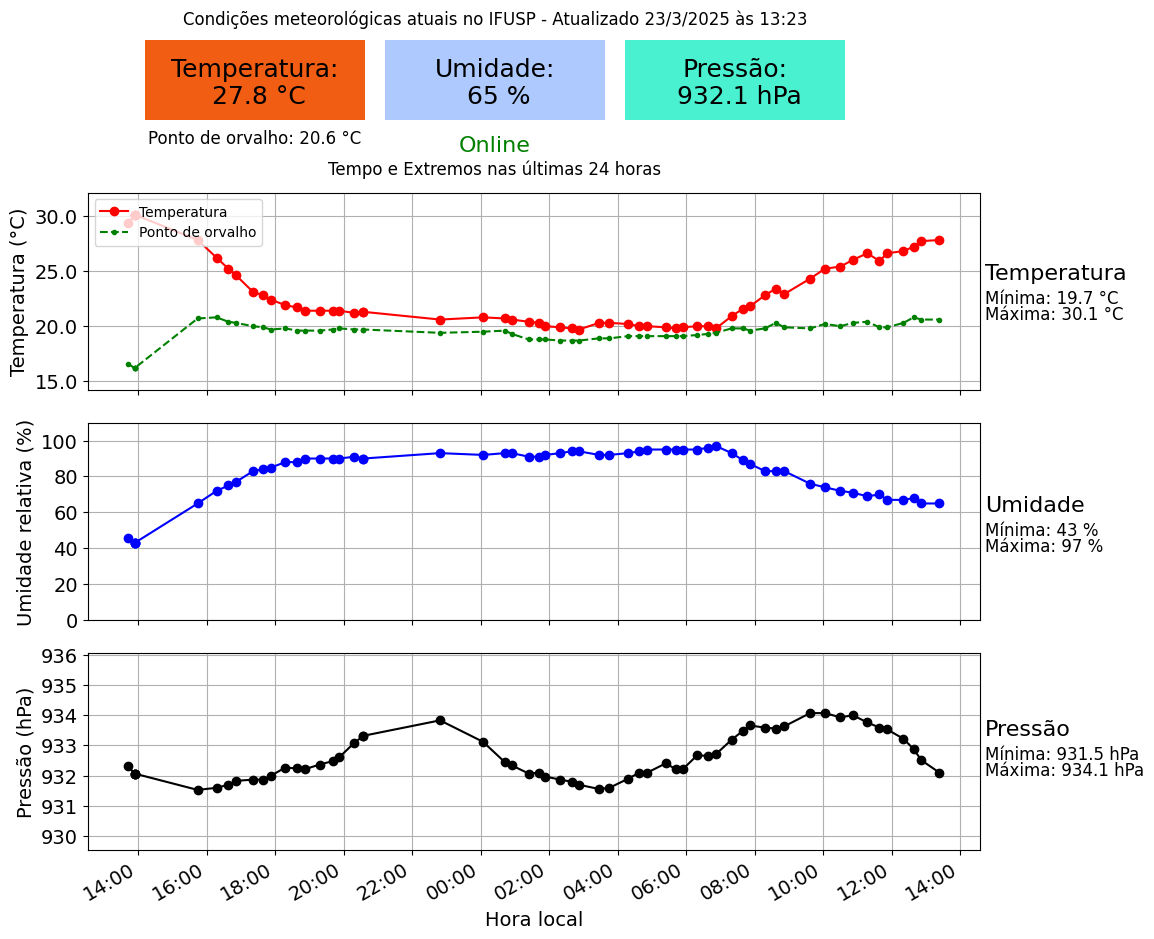 Condições meteorológicas atuais no IFUSP - Atualizado 23/3/2025 às 13:23
Temperatura:
27.8 °C
Umidade:
65 %
Pressão:
932.1 hPa
Ponto de orvalho: 20.6 °C
Online
Tempo e Extremos nas últimas 24 horas
Temperatura (°C)
30.0
25.0
20.0
15.0
Temperatura
Ponto de orvalho
Temperatura
Mínima: 19.7 °C
Máxima: 30.1 °C
Umidade relativa (%)
100
80
60
40
20
0
Umidade
Mínima: 43 %
Máxima: 97 %
Pressão (hPa)
936
935
934
933
932
931
930
Pressão
Mínima: 931.5 hPa
Máxima: 934.1 hPa
14:00 16:00 18:00 20:00 22:00 00:00 02:00 04:00 06:00 08:00 10:00 12:00 14:00
Hora local